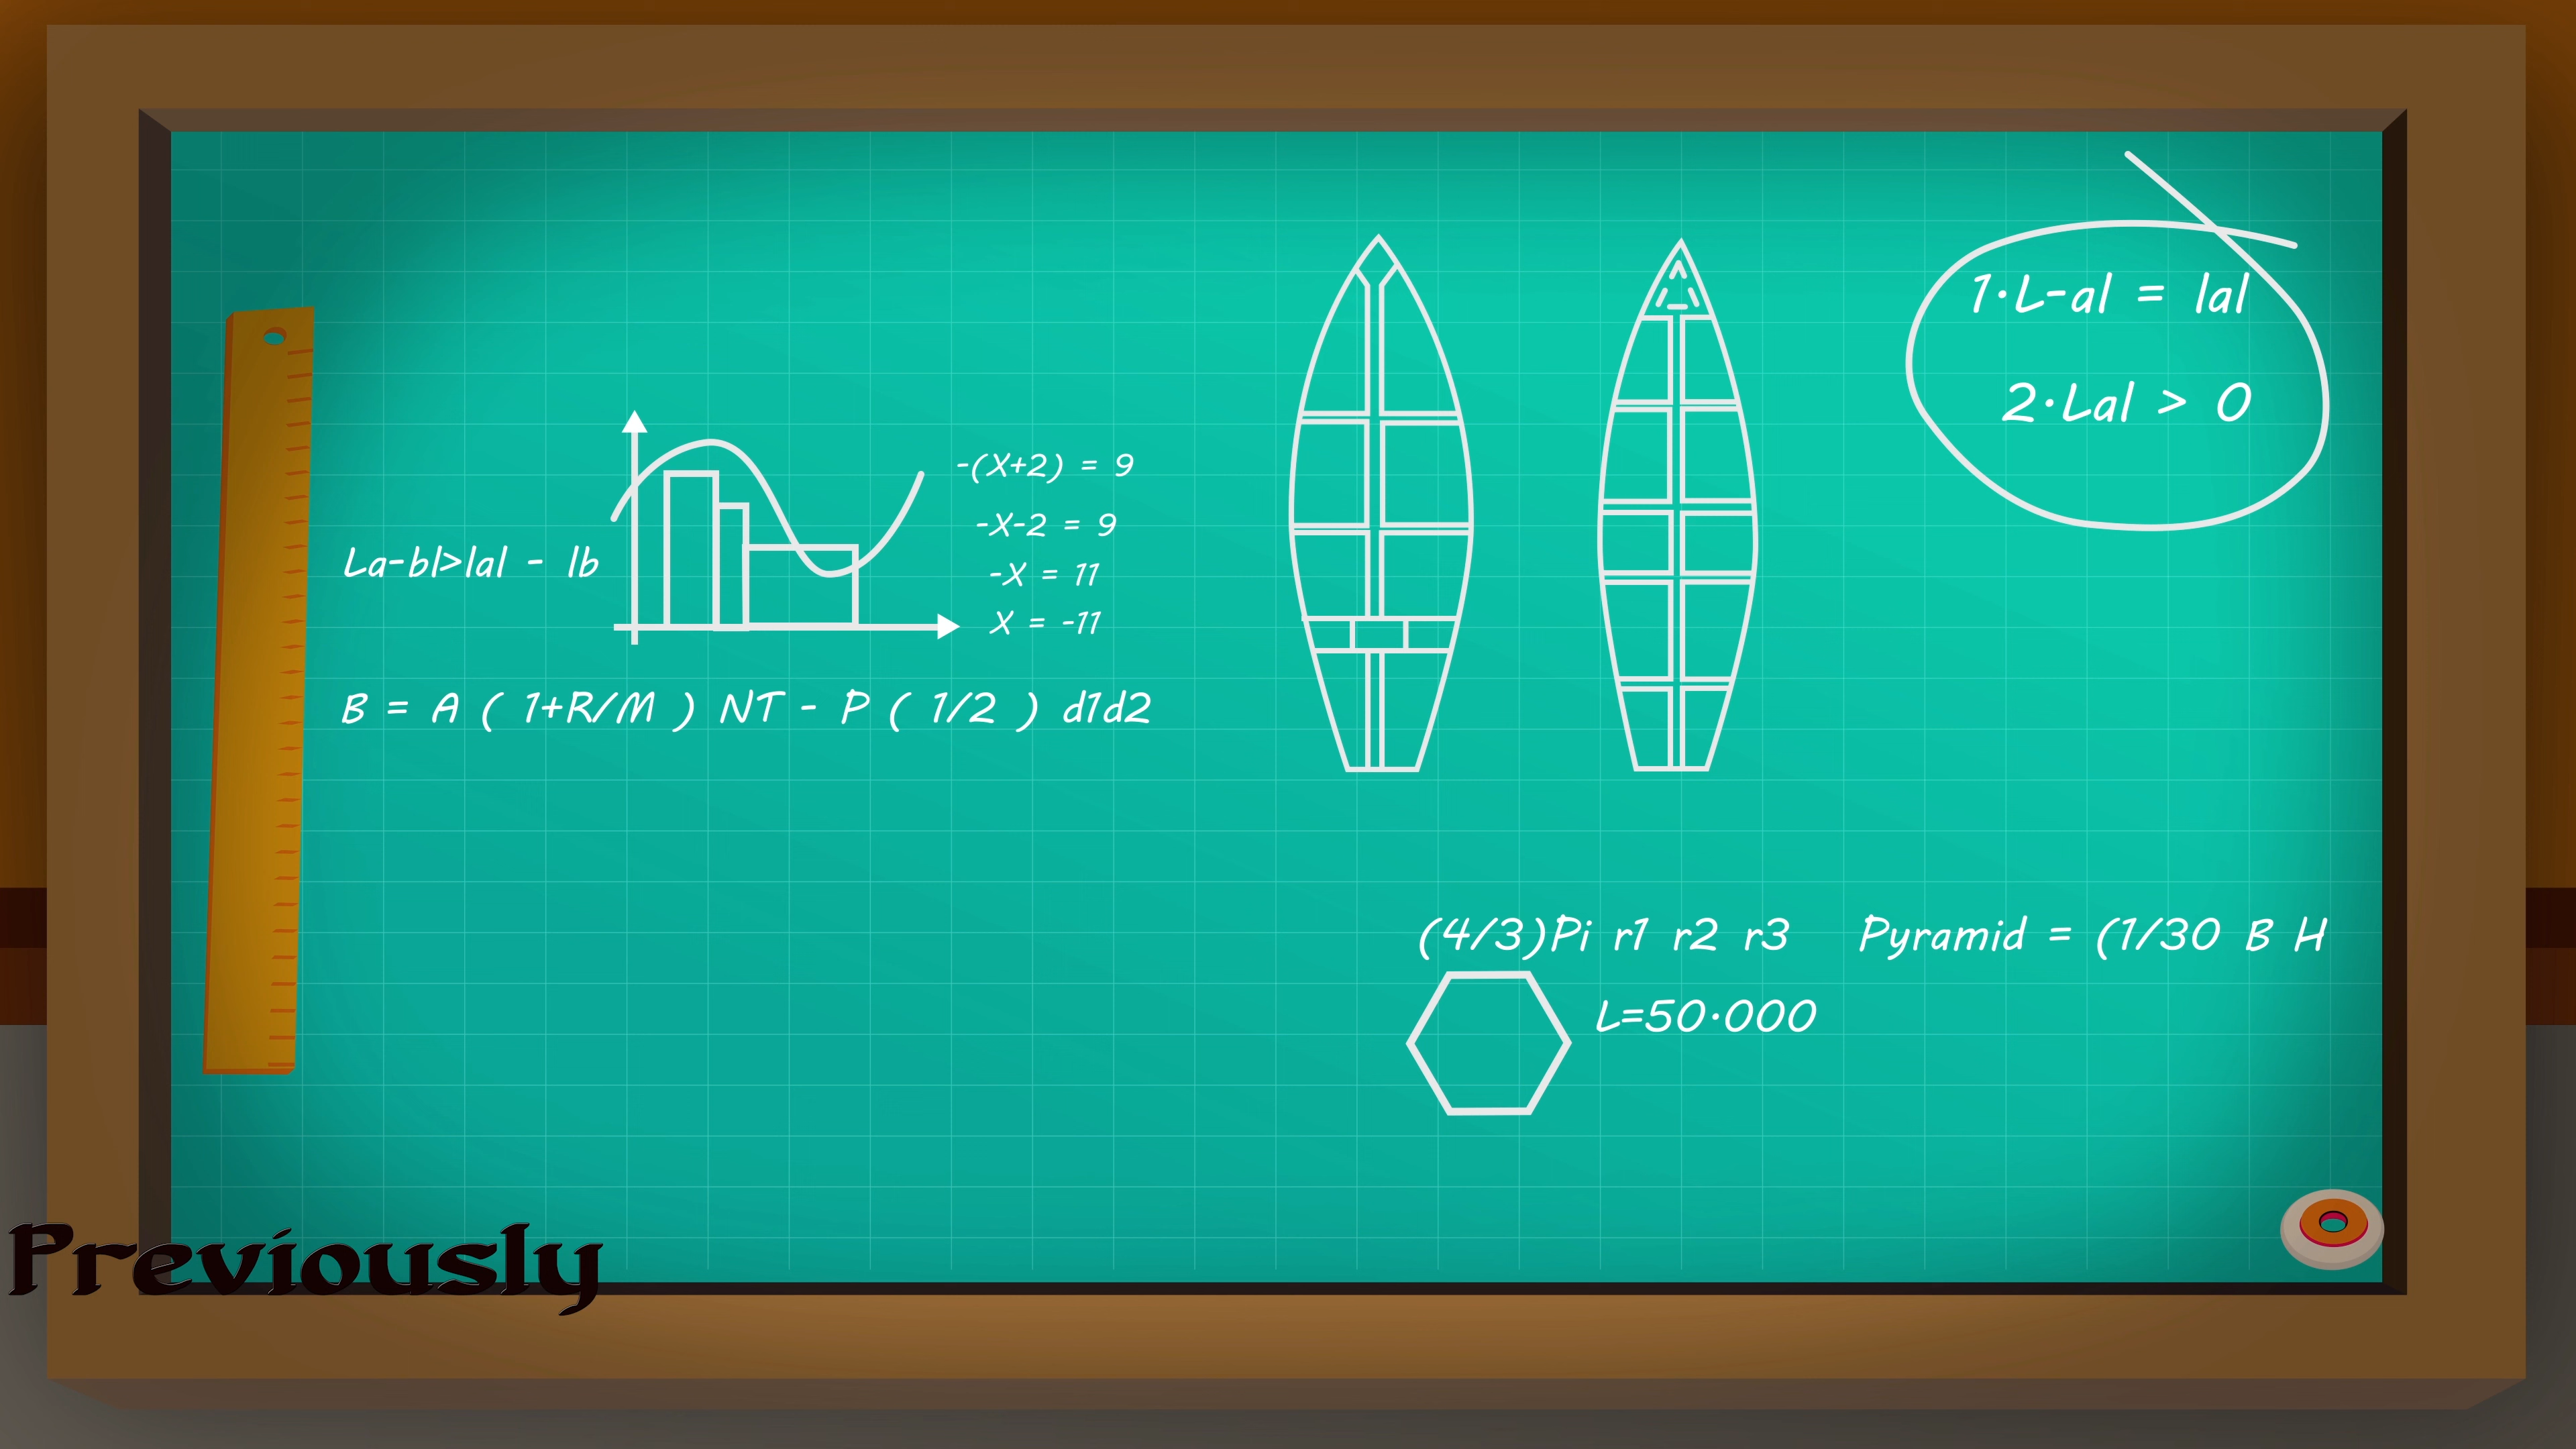 La-bl>lal - lb
-(X+2) = 9
-X-2 = 9
-X = 11
X = -11
B = A ( 1+R/M ) NT - P ( 1/2 ) d1d2
1·L-al = lal
2·Lal > 0
(4/3)Pi r1 r2 r3
Pyramid = (1/30 B H
L=50·000
Previously